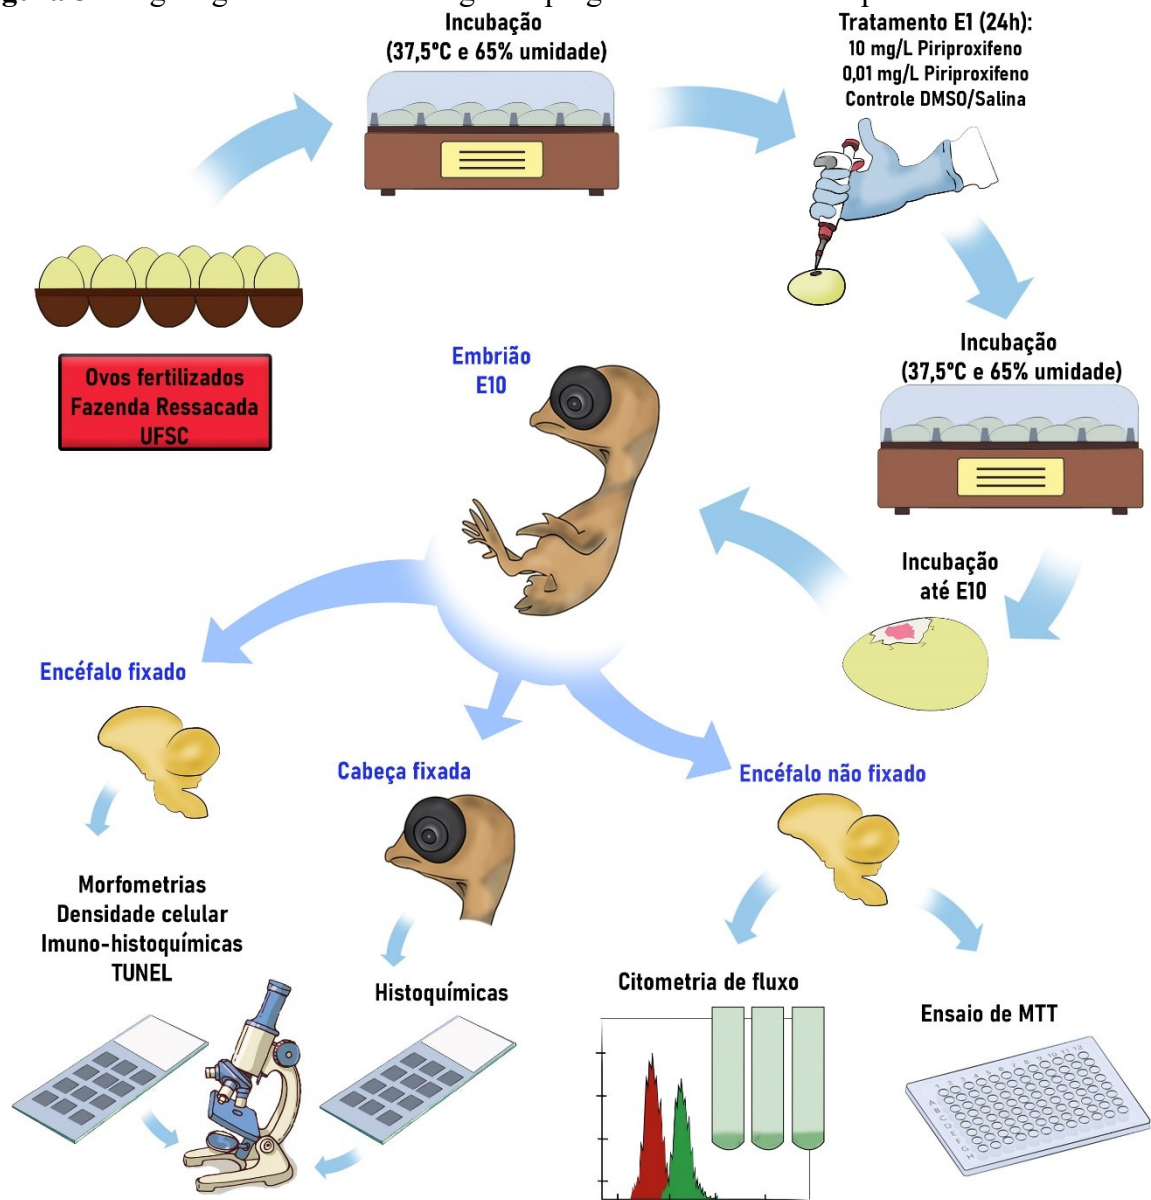 Incubação
(37,5ºC e 65% umidade)
Tratamento E1 (24h):
10 mg/L Piriproxifeno
0,01 mg/L Piriproxifeno
Controle DMSO/Salina
Ovos fertilizados
Fazenda Ressacada
UFSC
Embrião
E10
Incubação
(37,5ºC e 65% umidade)
Incubação
até E10
Encéfalo fixado
Cabeça fixada
Encéfalo não fixado
Morfometrias
Densidade celular
Imuno-histoquímicas
TUNEL
Histoquímicas
Citometria de fluxo
Ensaio de MTT